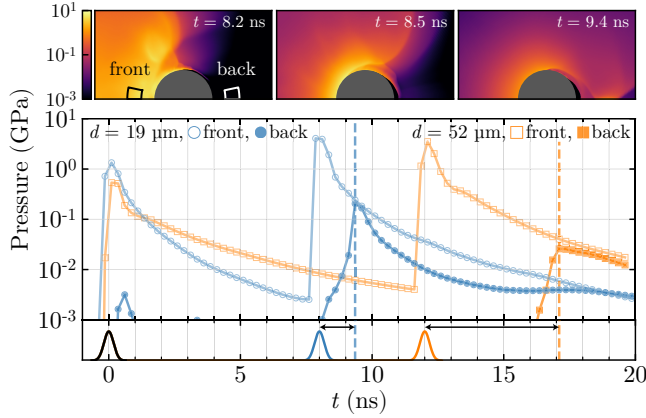 10¹
10⁻¹
10⁻³
t = 8.2 ns
t = 8.5 ns
t = 9.4 ns
front
back
Pressure (GPa)
10¹
10⁰
10⁻¹
10⁻²
10⁻³
d = 19 µm, front, back
d = 52 µm, front, back
0 5 10 15 20
t (ns)